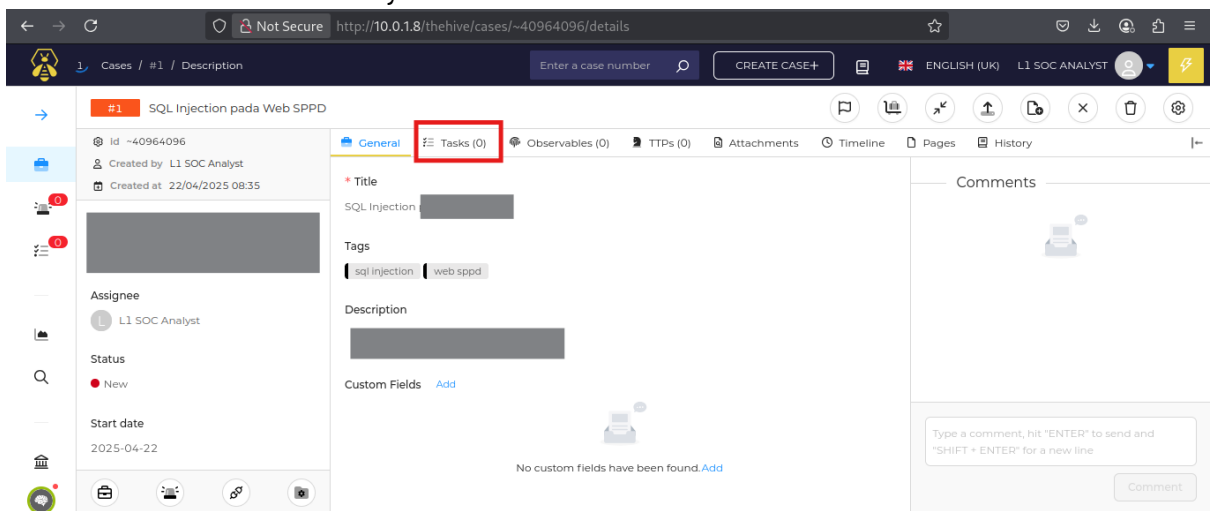 Not Secure http://10.0.1.8/thehive/cases/~40964096/details
Cases / #1 / Description
Enter a case number
CREATE CASE+
ENGLISH (UK)
L1 SOC ANALYST
#1 SQL Injection pada Web SPPD
Id ~40964096
Created by L1 SOC Analyst
Created at 22/04/2025 08:35
0
0
Assignee
L L1 SOC Analyst
Status
New
Start date
2025-04-22
General Tasks (0) Observables (0) TTPs (0) Attachments Timeline Pages History
* Title
SQL Injection
Tags
sql injection web sppd
Description
Custom Fields Add
No custom fields have been found. Add
Comments
Type a comment, hit "ENTER" to send and
"SHIFT + ENTER" for a new line
Comment